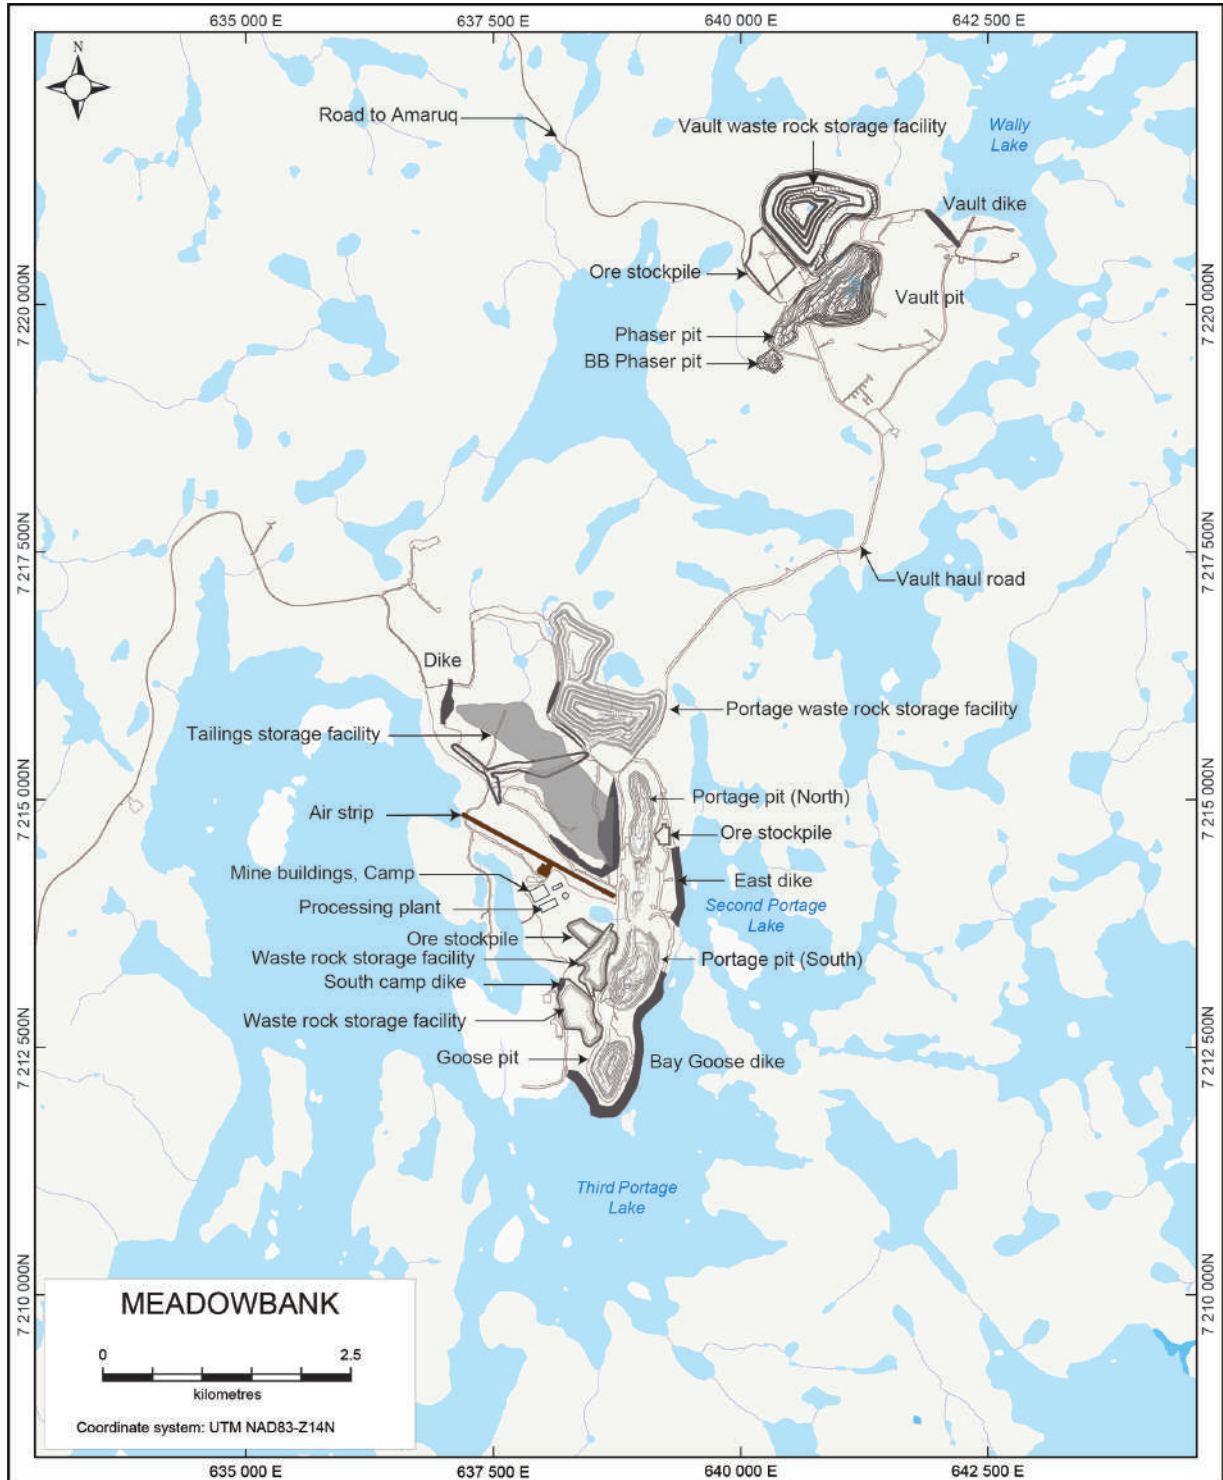 635 000 E
637 500 E
640 000 E
642 500 E
N
Road to Amaruq
Vault waste rock storage facility
Wally
Lake
Vault dike
Ore stockpile
Vault pit
7 220 000N
7 220 000N
Phaser pit
BB Phaser pit
7 217 500N
7 217 500N
Vault haul road
Dike
Portage waste rock storage facility
Tailings storage facility
7 215 000N
7 215 000N
Portage pit (North)
Air strip
Ore stockpile
Mine buildings, Camp
East dike
Processing plant
Second Portage
Lake
Ore stockpile
Waste rock storage facility
Portage pit (South)
South camp dike
Waste rock storage facility
7 212 500N
7 212 500N
Goose pit
Bay Goose dike
Third Portage
Lake
7 210 000N
7 210 000N
MEADOWBANK
0
2.5
kilometres
Coordinate system: UTM NAD83-Z14N
635 000 E
637 500 E
640 000 E
642 500 E